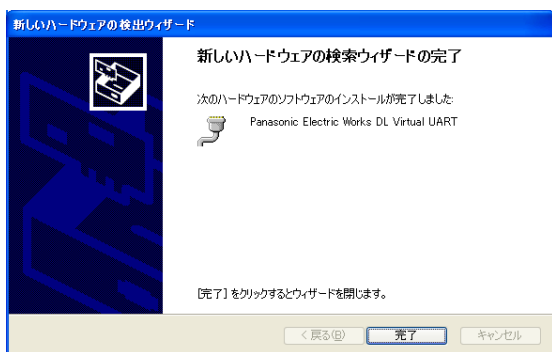 新しいハードウェアの検出ウィザード
新しいハードウェアの検索ウィザードの完了
次のハードウェアのソフトウェアのインストールが完了しました:
Panasonic Electric Works DL Virtual UART
[完了] をクリックするとウィザードを閉じます。
< 戻る(B)
完了
キャンセル